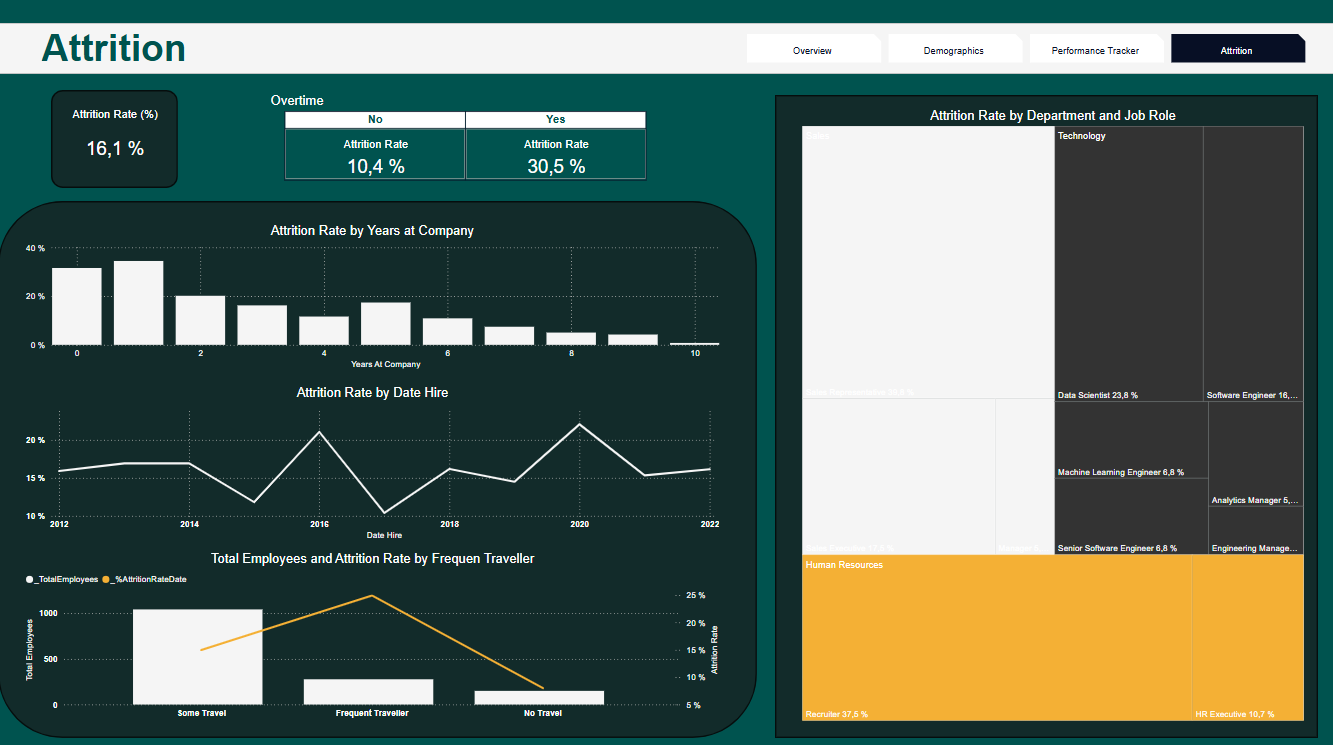 Attrition
Overview
Demographics
Performance Tracker
Attrition
Attrition Rate (%)
16,1 %
Overtime
No
Yes
Attrition Rate
10,4 %
Attrition Rate
30,5 %
Attrition Rate by Years at Company
40 %
20 %
0 %
0
2
4
6
8
10
Years At Company
Attrition Rate by Date Hire
20 %
15 %
10 %
2012
2014
2016
2018
2020
2022
Date Hire
Total Employees and Attrition Rate by Frequen Traveller
_TotalEmployees
_%AttritionRateDate
1000
500
0
Total Employees
25 %
20 %
15 %
10 %
5 %
Attrition Rate
Some Travel
Frequent Traveller
No Travel
Attrition Rate by Department and Job Role
Technology
Data Scientist 23,8 %
Software Engineer 16,...
Machine Learning Engineer 6,8 %
Analytics Manager 5,...
Senior Software Engineer 6,8 %
Engineering Manage...
Human Resources
Recruiter 37,5 %
HR Executive 10,7 %